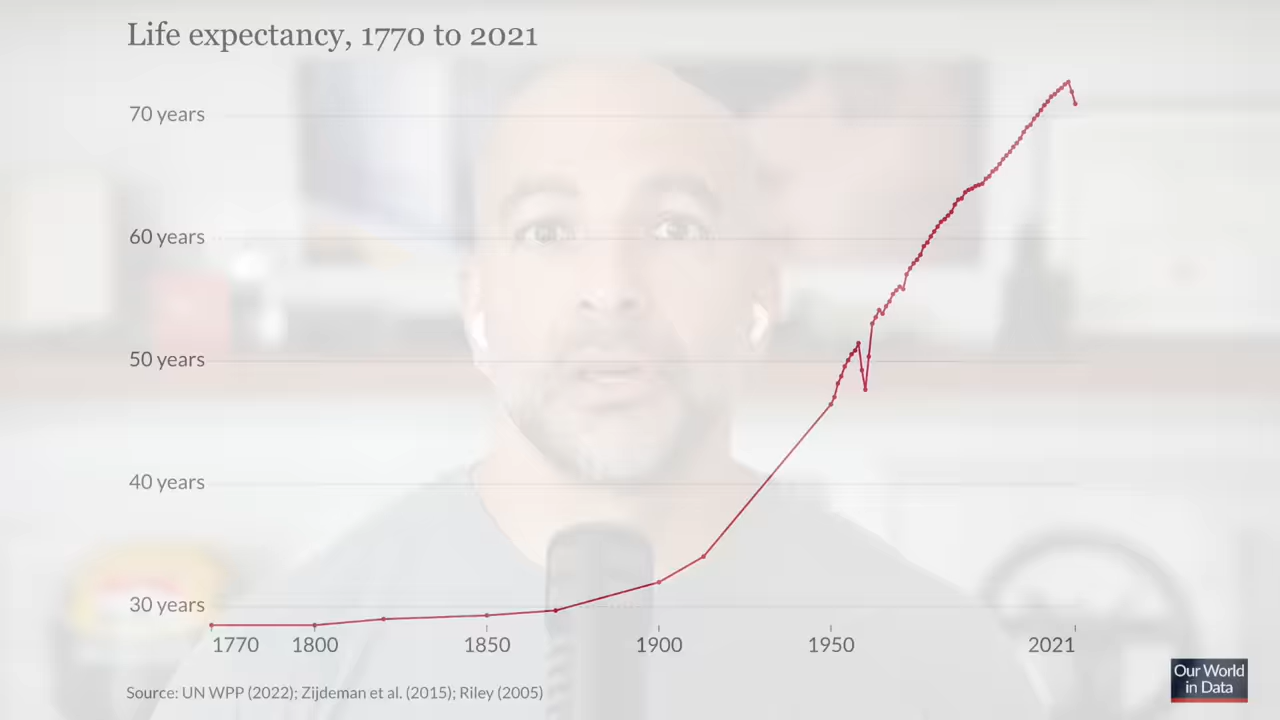 Life expectancy, 1770 to 2021
70 years
60 years
50 years
40 years
30 years
1770 1800 1850 1900 1950 2021
Source: UN WPP (2022); Zijdeman et al. (2015); Riley (2005)
Our World
in Data